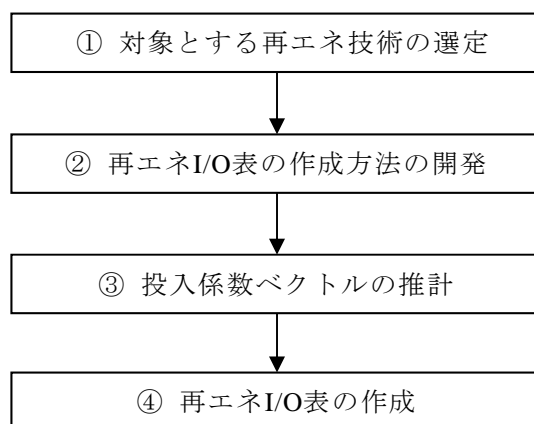 ① 対象とする再エネ技術の選定
② 再エネI/O表の作成方法の開発
③ 投入係数ベクトルの推計
④ 再エネI/O表の作成